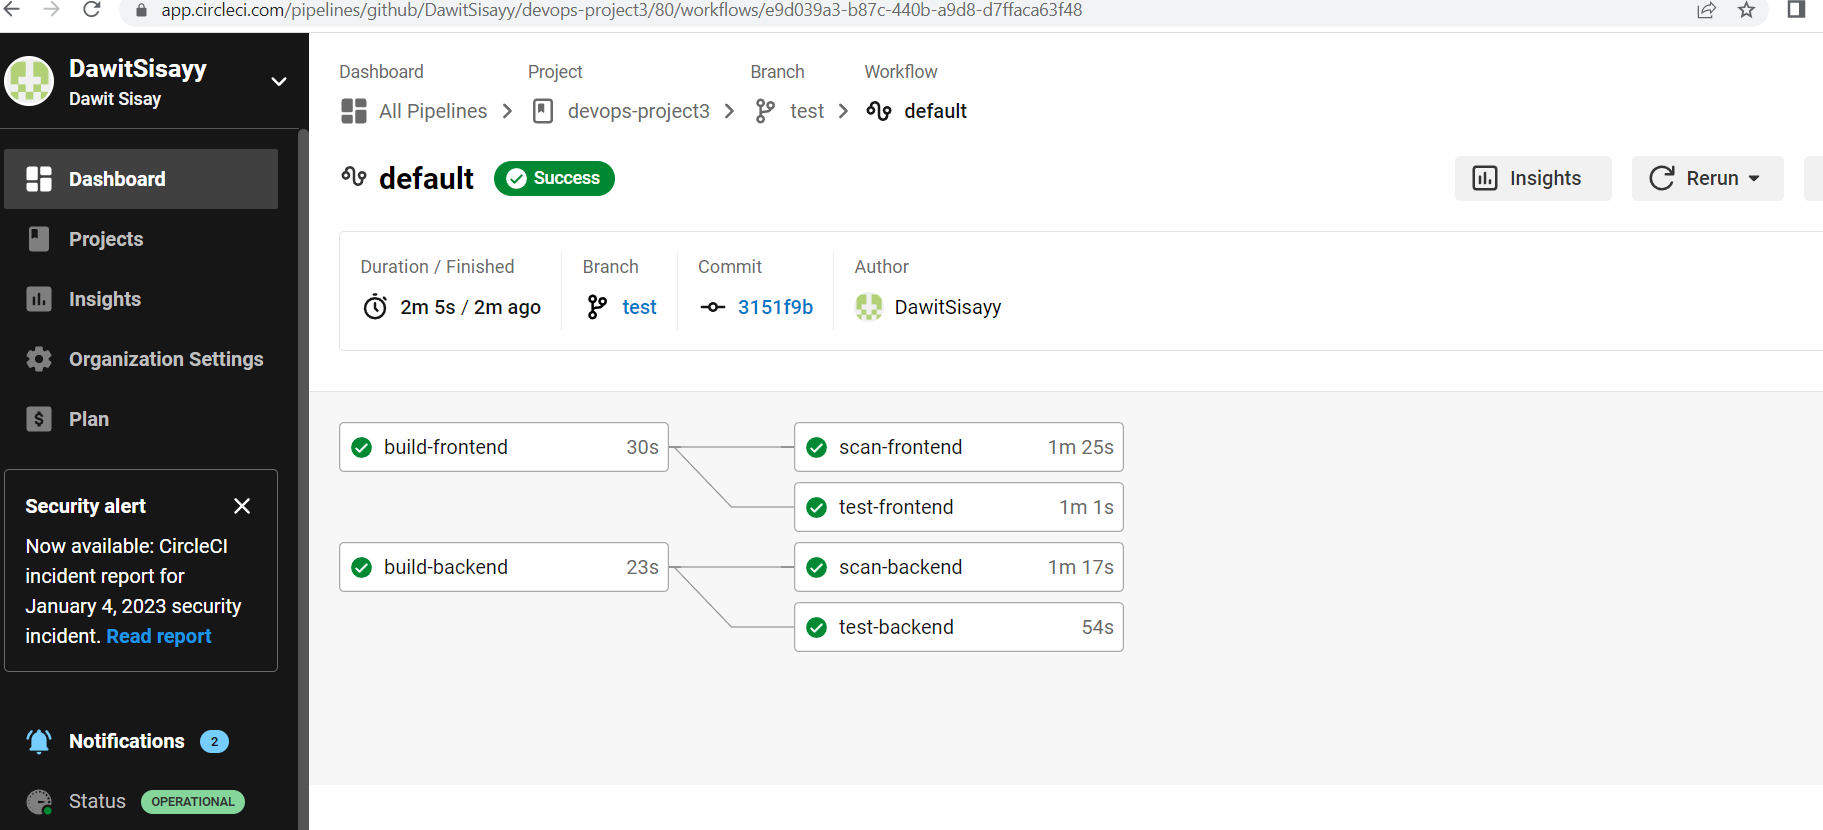 app.circleci.com/pipelines/github/DawitSisayy/devops-project3/80/workflows/e9d039a3-b87c-440b-a9d8-d7ffaca63f48
DawitSisayy
Dawit Sisay
Dashboard
Projects
Insights
Organization Settings
Plan
Security alert
Now available: CircleCI
incident report for
January 4, 2023 security
incident. Read report
Notifications 2
Status OPERATIONAL
Dashboard Project Branch Workflow
All Pipelines devops-project3 test default
default Success
Insights Rerun
Duration / Finished Branch Commit Author
2m 5s / 2m ago test 3151f9b DawitSisayy
build-frontend 30s scan-frontend 1m 25s
test-frontend 1m 1s
build-backend 23s scan-backend 1m 17s
test-backend 54s